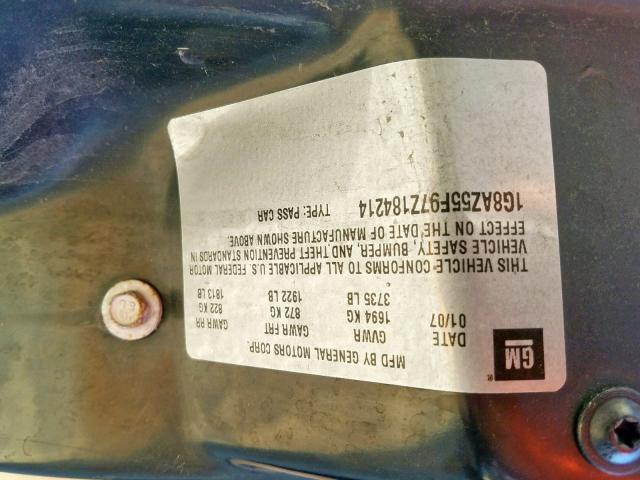 GM ®
MFD BY GENERAL MOTORS CORP.
DATE GVWR GAWR FRT GAWR RR
01/07 1694 KG 872 KG 822 KG
3735 LB 1922 LB 1813 LB
THIS VEHICLE CONFORMS TO ALL APPLICABLE U.S. FEDERAL MOTOR
VEHICLE SAFETY, BUMPER, AND THEFT PREVENTION STANDARDS IN
EFFECT ON THE DATE OF MANUFACTURE SHOWN ABOVE.
1G8AZ55F97Z184214 TYPE: PASS CAR